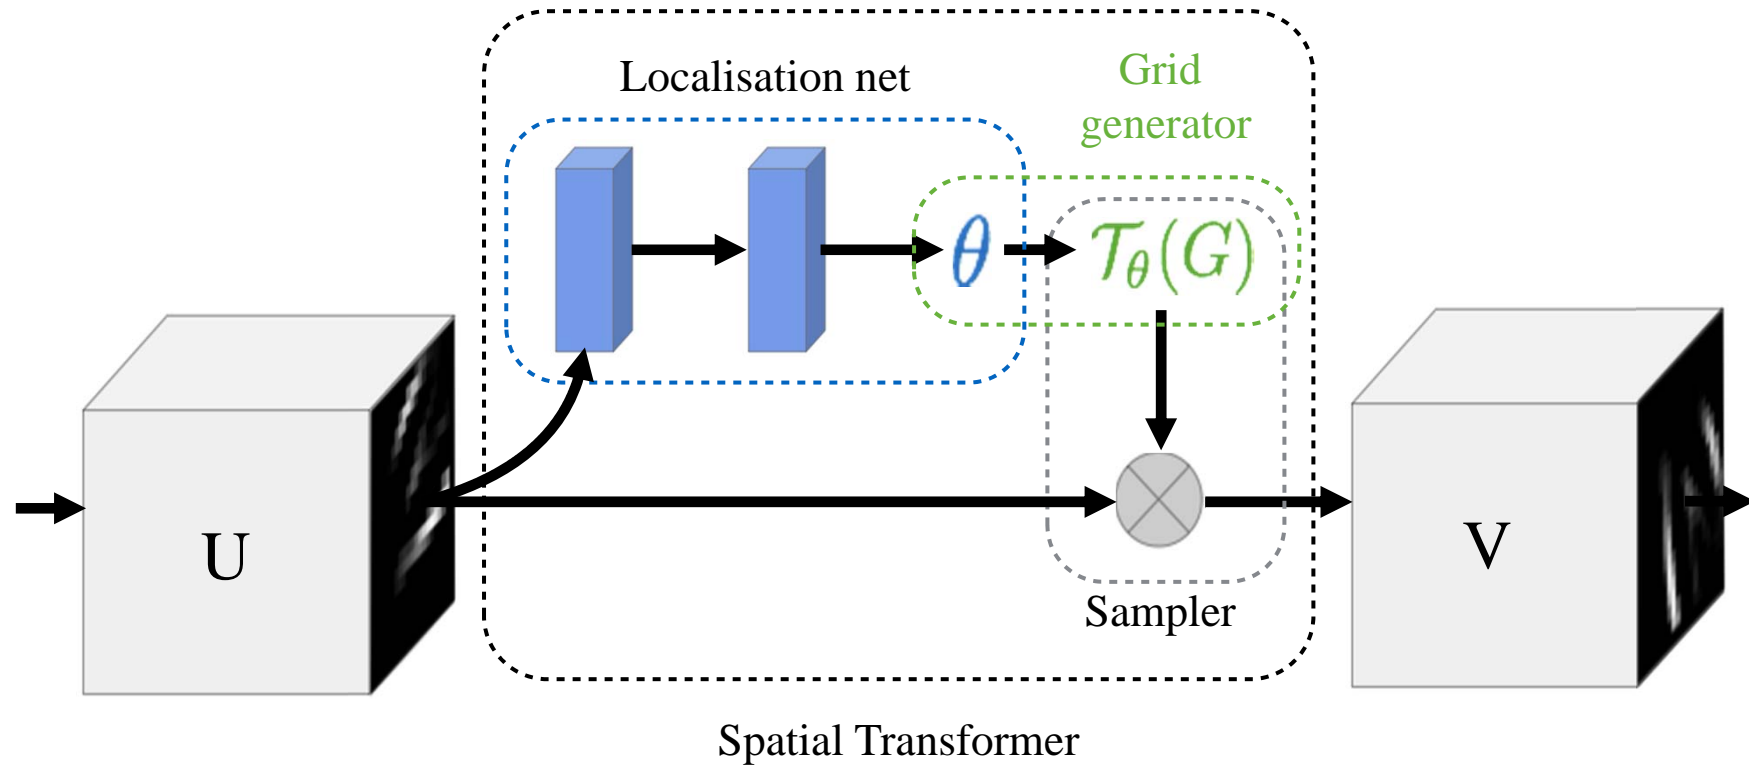 Localisation net
Grid
generator
θ
𝒯θ(G)
U
V
Sampler
Spatial Transformer